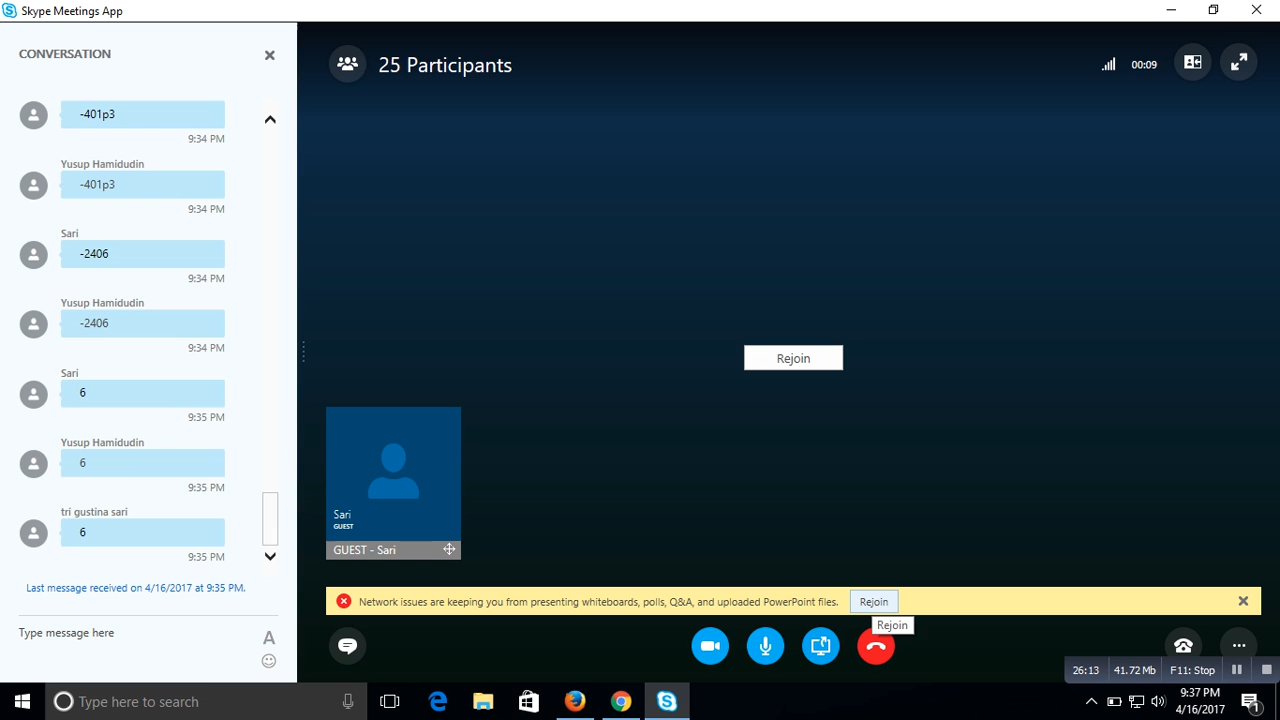 Skype Meetings App
CONVERSATION
-401p3
9:34 PM
Yusup Hamidudin
-401p3
9:34 PM
Sari
-2406
9:34 PM
Yusup Hamidudin
-2406
9:34 PM
Sari
6
9:35 PM
Yusup Hamidudin
6
9:35 PM
tri gustina sari
6
9:35 PM
Last message received on 4/16/2017 at 9:35 PM.
Type message here
A
25 Participants
00:09
Rejoin
Sari
GUEST
GUEST - Sari
Network issues are keeping you from presenting whiteboards, polls, Q&A, and uploaded PowerPoint files.
Rejoin
Rejoin
26:13
41.72 Mb
F11: Stop
Type here to search
9:37 PM
4/16/2017
1